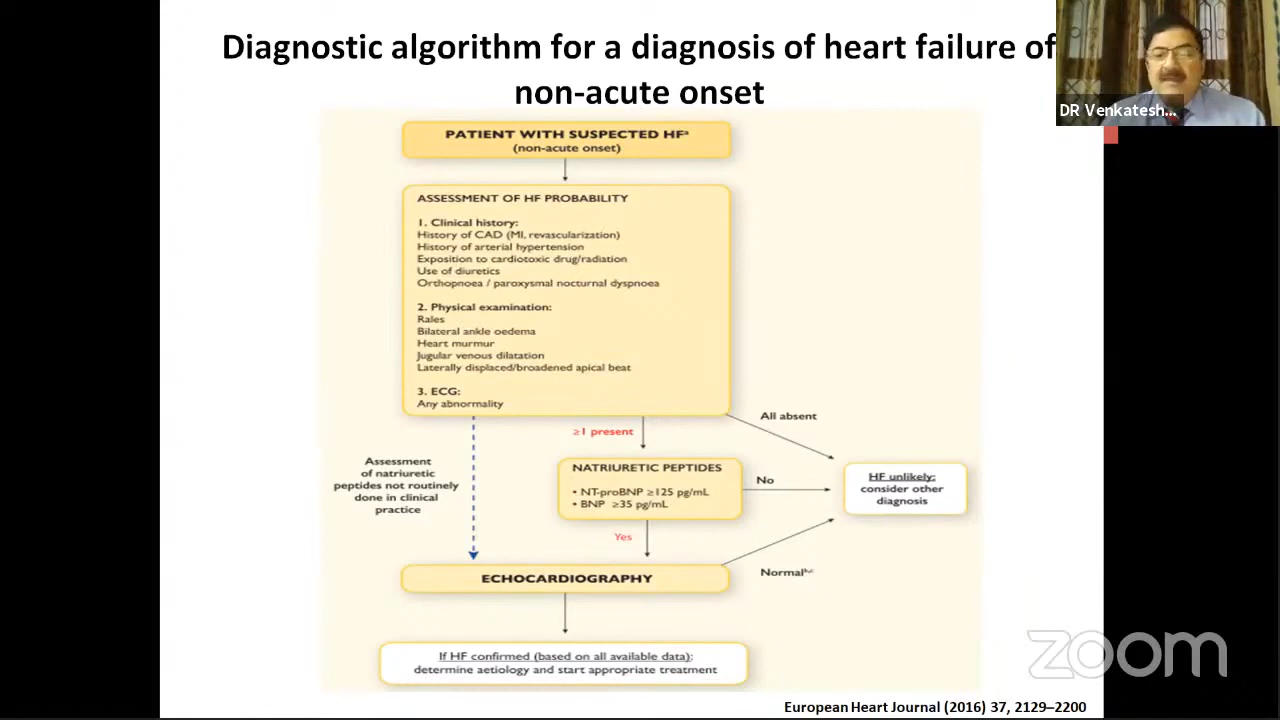 Diagnostic algorithm for a diagnosis of heart failure of
non-acute onset
DR Venkatesh...
PATIENT WITH SUSPECTED HFª
(non-acute onset)
ASSESSMENT OF HF PROBABILITY
1. Clinical history:
History of CAD (MI, revascularization)
History of arterial hypertension
Exposition to cardiotoxic drug/radiation
Use of diuretics
Orthopnoea / paroxysmal nocturnal dyspnoea
2. Physical examination:
Rales
Bilateral ankle oedema
Heart murmur
Jugular venous dilatation
Laterally displaced/broadened apical beat
3. ECG:
Any abnormality
All absent
≥1 present
Assessment
of natriuretic
peptides not routinely
done in clinical
practice
NATRIURETIC PEPTIDES
• NT-proBNP ≥125 pg/mL
• BNP ≥35 pg/mL
No
HF unlikely:
consider other
diagnosis
Yes
Normalᵇ,ᶜ
ECHOCARDIOGRAPHY
If HF confirmed (based on all available data):
determine aetiology and start appropriate treatment
zoom
European Heart Journal (2016) 37, 2129–2200